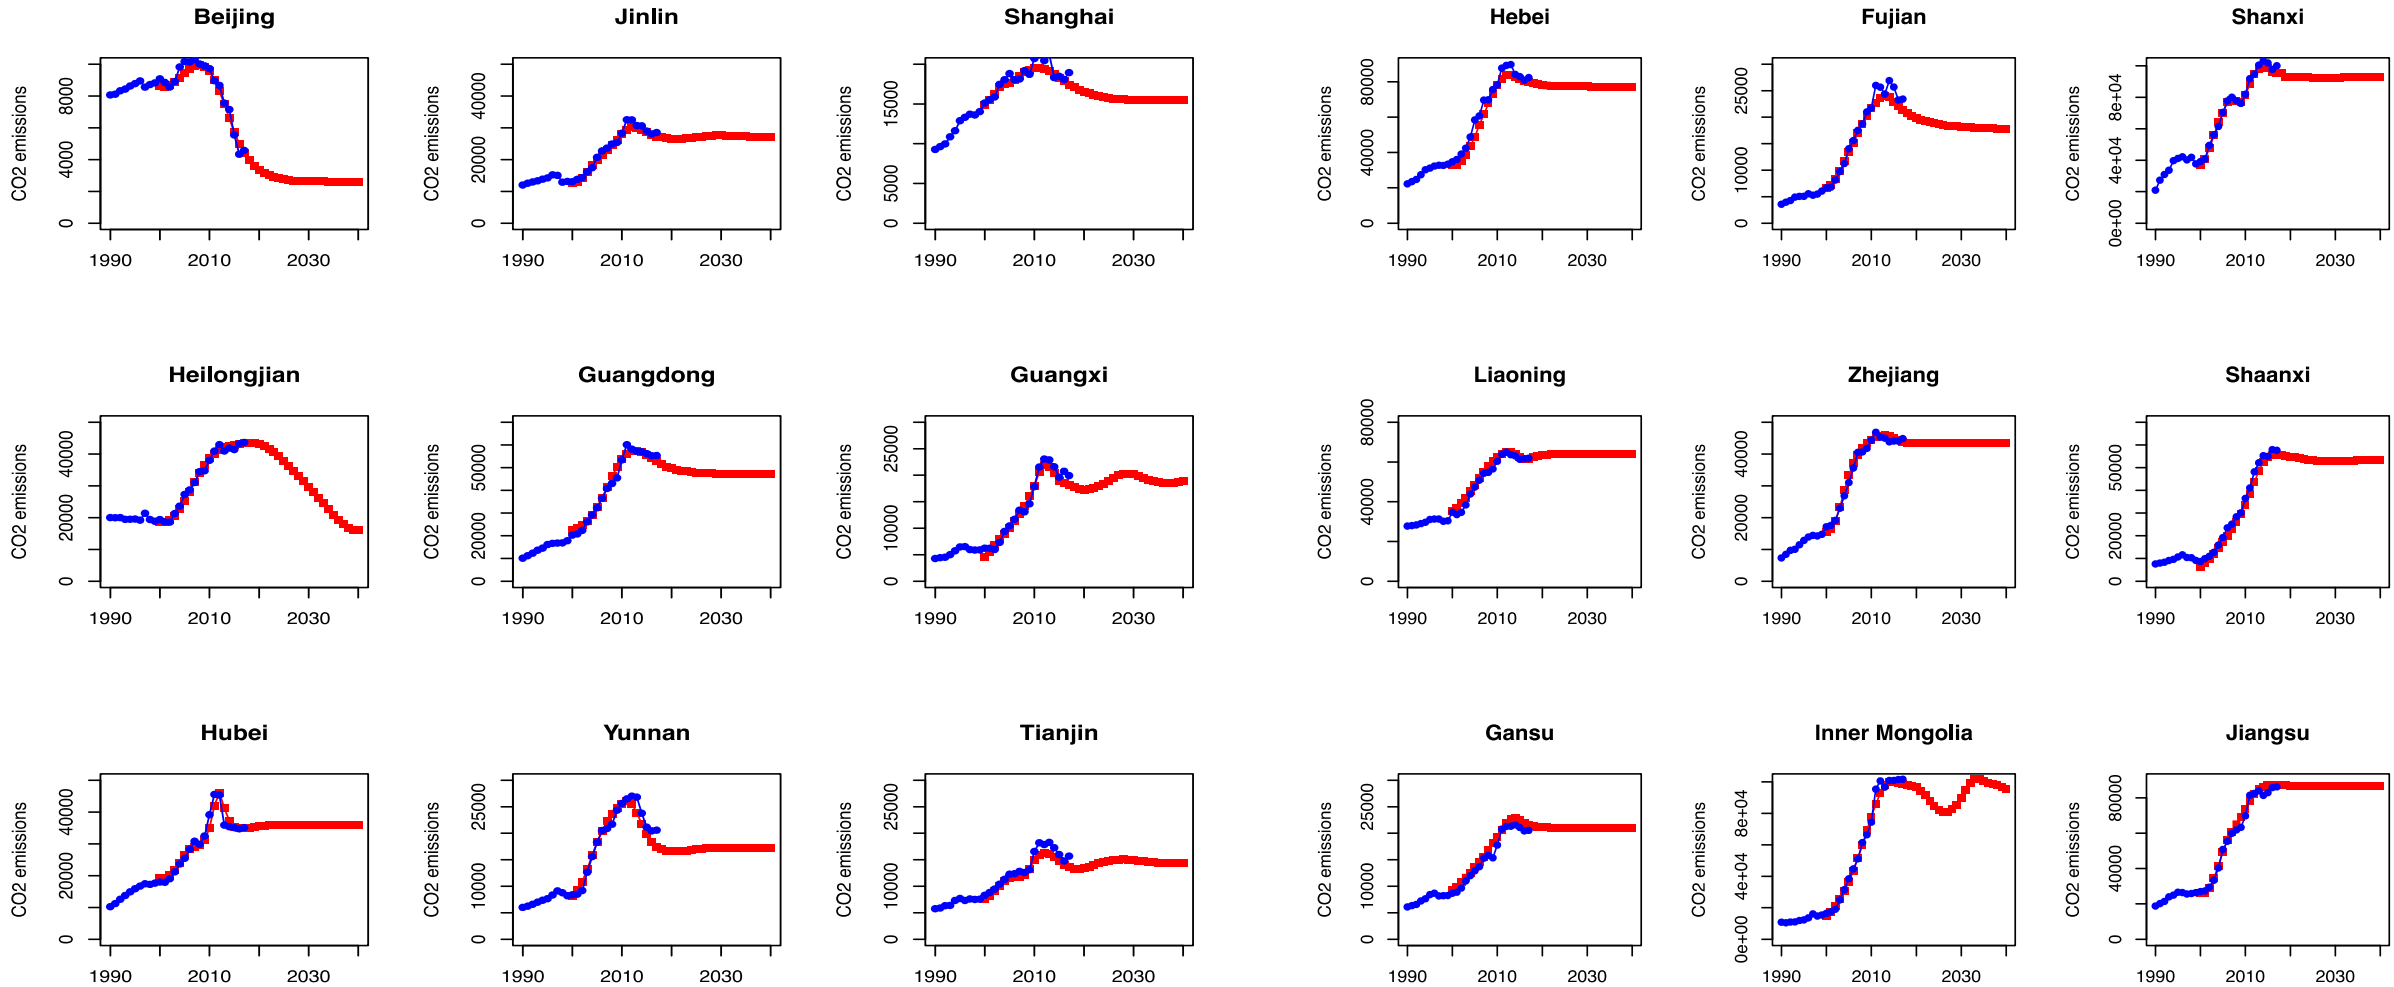 Beijing Jinlin Shanghai Hebei Fujian Shanxi
CO2 emissions 0 4000 8000 CO2 emissions 0 20000 40000 CO2 emissions 0 5000 15000 CO2 emissions 0 40000 80000 CO2 emissions 0 10000 25000 CO2 emissions 0e+00 4e+04 8e+04
1990 2010 2030 1990 2010 2030 1990 2010 2030 1990 2010 2030 1990 2010 2030 1990 2010 2030
Heilongjian Guangdong Guangxi Liaoning Zhejiang Shaanxi
CO2 emissions 0 20000 40000 CO2 emissions 0 20000 50000 CO2 emissions 0 10000 25000 CO2 emissions 0 40000 80000 CO2 emissions 0 20000 40000 CO2 emissions 0 20000 50000
1990 2010 2030 1990 2010 2030 1990 2010 2030 1990 2010 2030 1990 2010 2030 1990 2010 2030
Hubei Yunnan Tianjin Gansu Inner Mongolia Jiangsu
CO2 emissions 0 20000 40000 CO2 emissions 0 10000 25000 CO2 emissions 0 10000 25000 CO2 emissions 0 10000 25000 CO2 emissions 0e+00 4e+04 8e+04 CO2 emissions 0 40000 80000
1990 2010 2030 1990 2010 2030 1990 2010 2030 1990 2010 2030 1990 2010 2030 1990 2010 2030